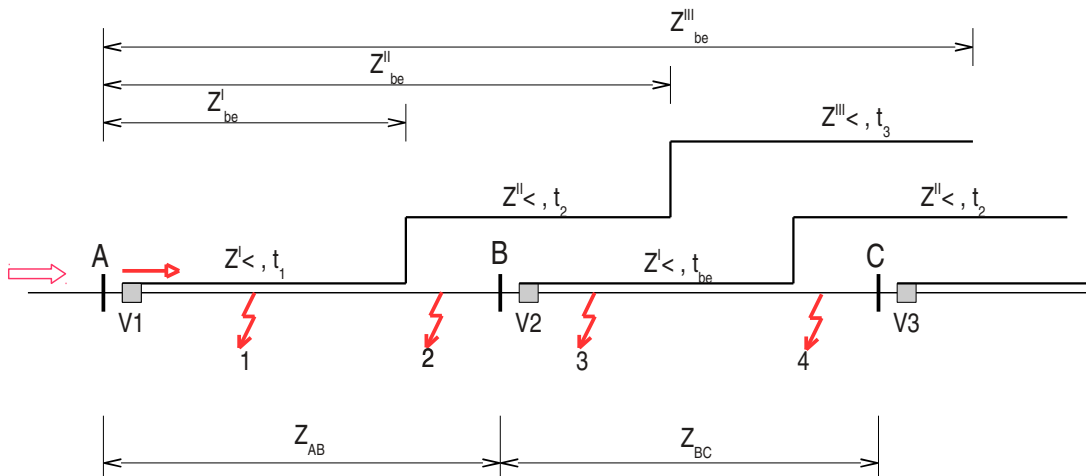 Z^III_be
Z^II_be
Z^I_be
Z^III< , t_3
Z^II< , t_2
Z^II< , t_2
A
Z^I< , t_1
B
Z^I< , t_be
C
V1
V2
V3
1
2
3
4
Z_AB
Z_BC